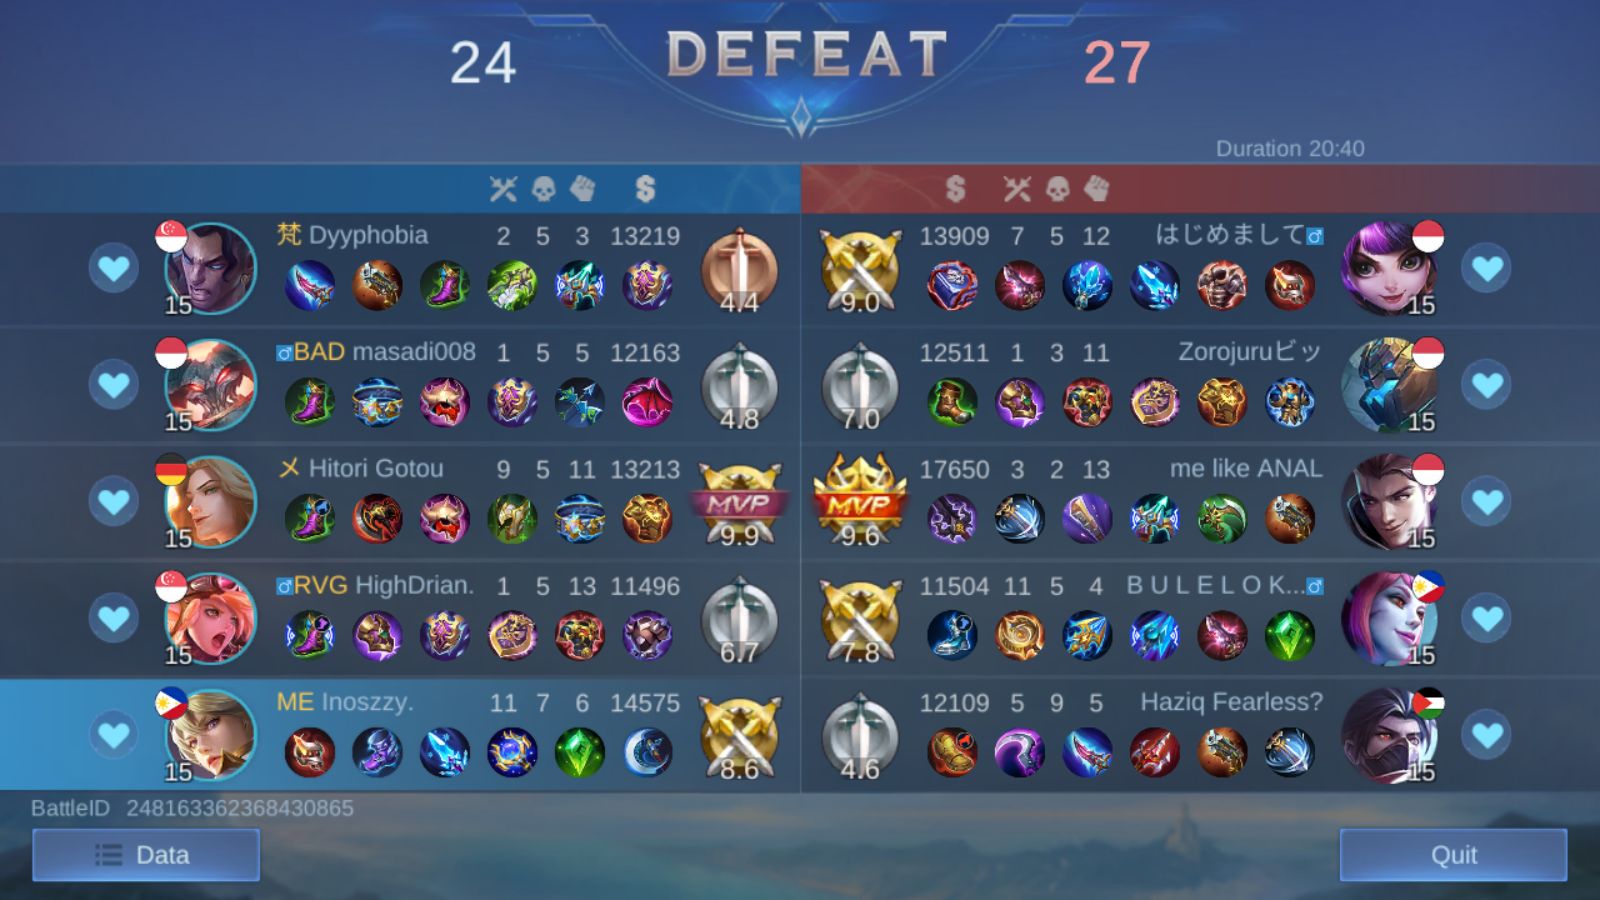 24 DEFEAT 27
Duration 20:40
梵 Dyyphobia 2 5 3 13219 4.4 15
9.0 13909 7 5 12 はじめまして♂ 15
♂BAD masadi008 1 5 5 12163 4.8 15
7.0 12511 1 3 11 Zorojuruビッ 15
メ Hitori Gotou 9 5 11 13213 MVP 9.9 15
MVP 9.6 17650 3 2 13 me like ANAL 15
♂RVG HighDrian. 1 5 13 11496 6.7 15
7.8 11504 11 5 4 B U L E L O K...♂ 15
ME Inoszzy. 11 7 6 14575 8.6 15
4.6 12109 5 9 5 Haziq Fearless? 15
BattleID 248163362368430865
Data
Quit